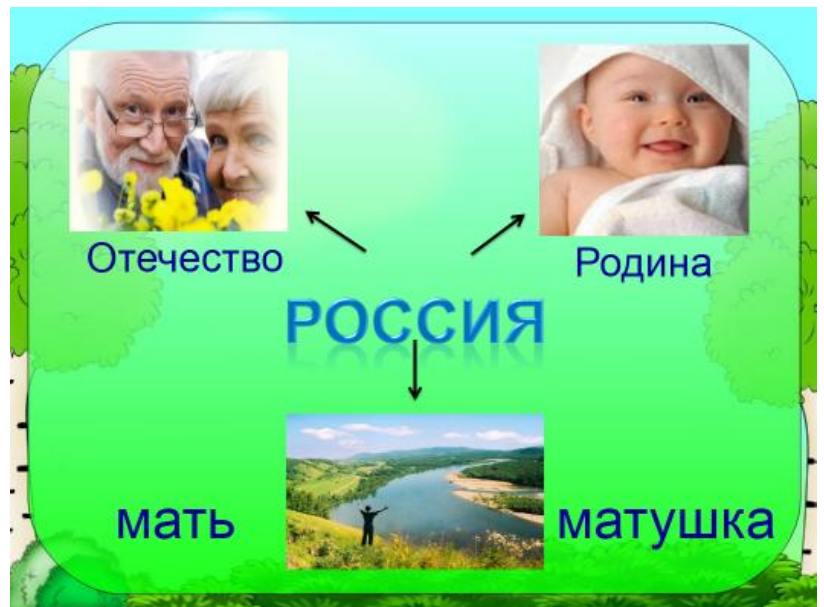 Отечество
Родина
РОССИЯ
мать
матушка